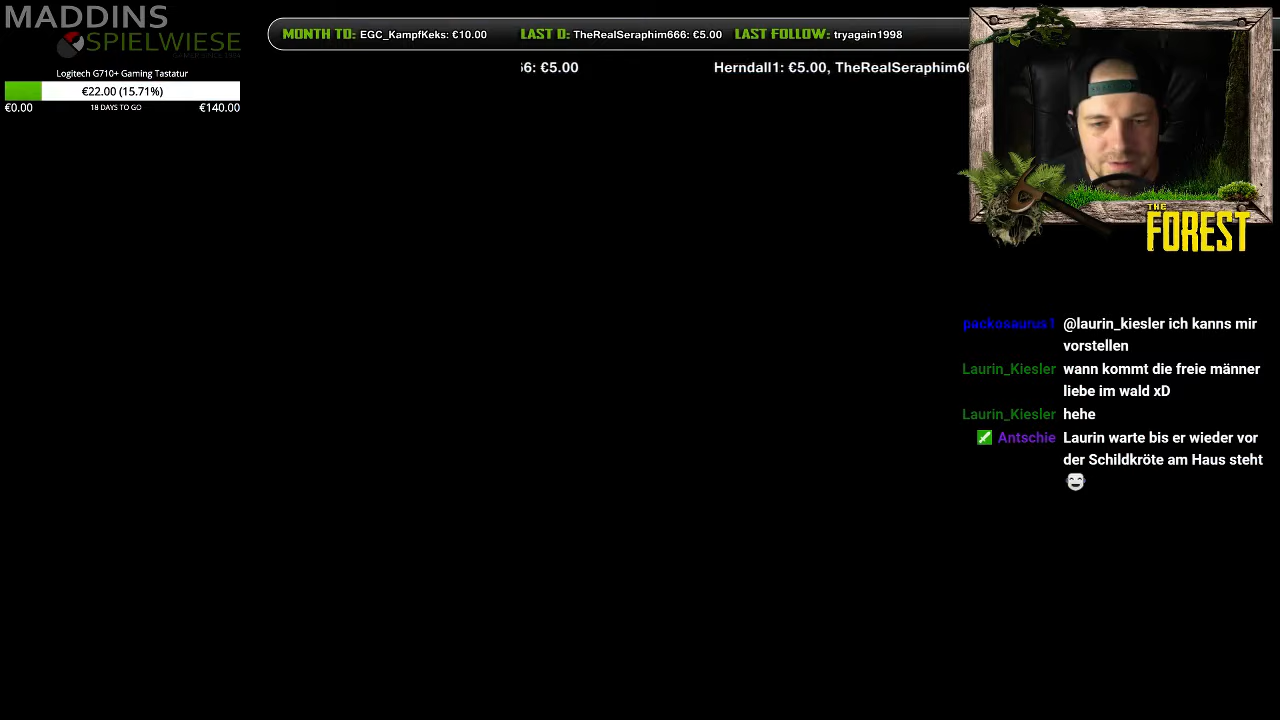 MADDINS
SPIELWIESE
Logitech G710+ Gaming Tastatur
€22.00 (15.71%)
€0.00 18 DAYS TO GO €140.00
MONTH TO: EGC_KampfKeks: €10.00 LAST D: TheRealSeraphim666: €5.00 LAST FOLLOW: tryagain1998
6: €5.00 Herndall1: €5.00, TheRealSeraphim6
THE
FOREST
packosaurus1 @laurin_kiesler ich kanns mir
vorstellen
Laurin_Kiesler wann kommt die freie männer
liebe im wald xD
Laurin_Kiesler hehe
Antschie Laurin warte bis er wieder vor
der Schildkröte am Haus steht